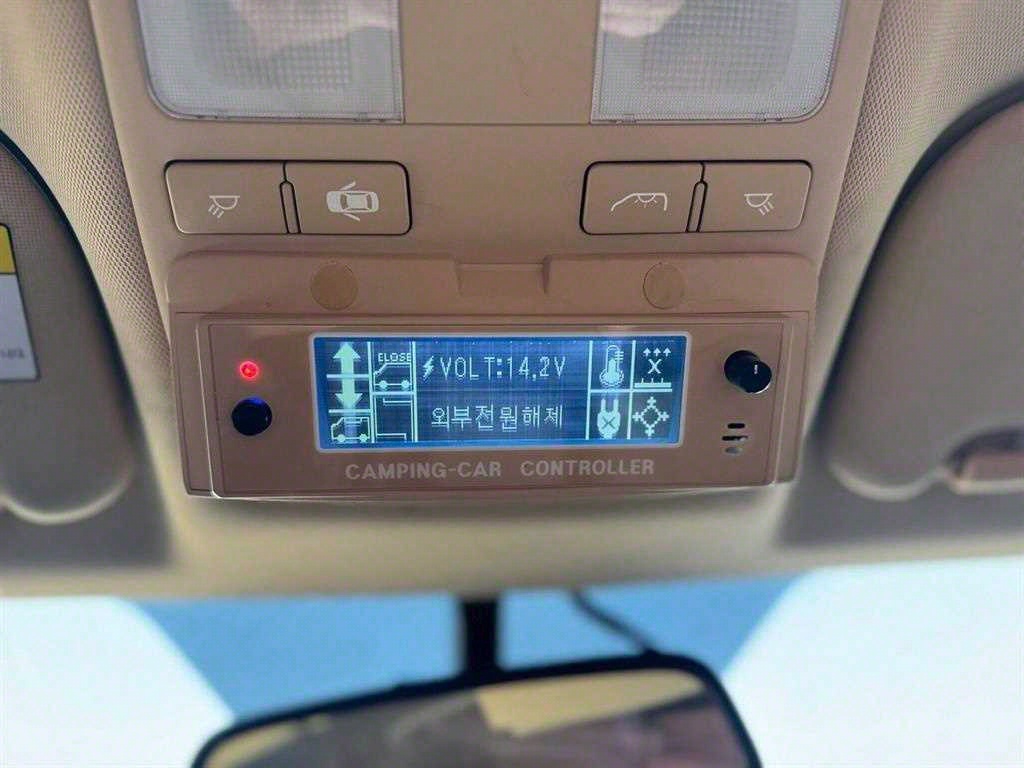 CLOSE
VOLT:14.2V
외부전원해제
CAMPING-CAR CONTROLLER